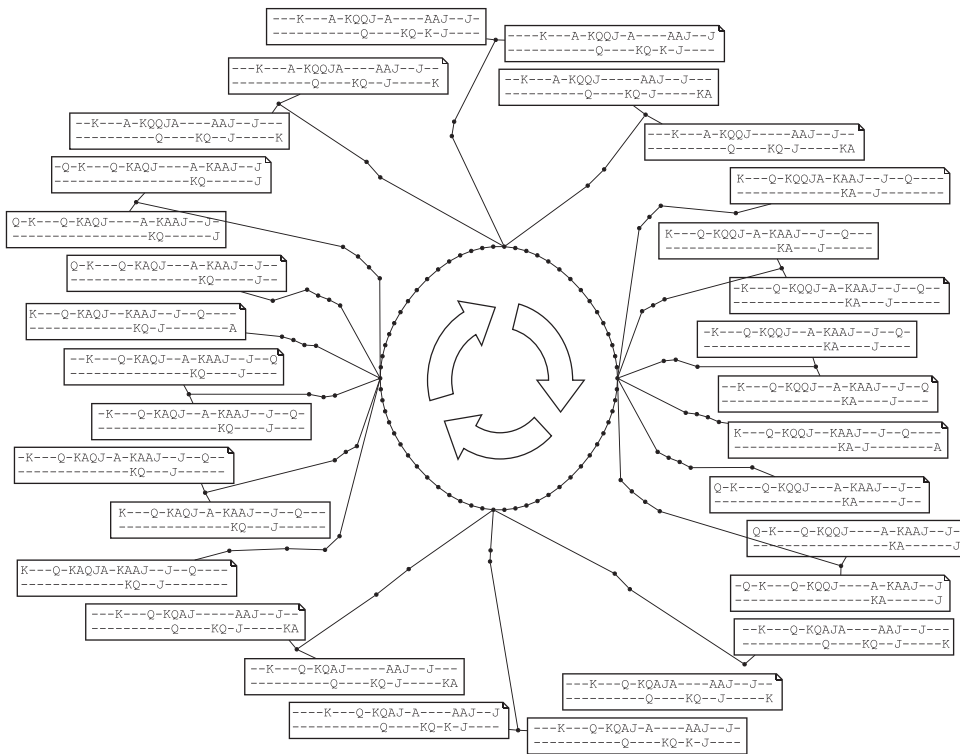 ---K---A-KQQJ-A----AAJ--J-
-----------Q----KQ-K-J----
----K---A-KQQJ-A----AAJ--J
-----------Q----KQ-K-J----
---K---A-KQQJA----AAJ--J--
-----------Q----KQ--J----K
---K---A-KQQJ-----AAJ--J--
-----------Q----KQ-J----KA
--K---A-KQQJA-----AAJ--J--
-----------Q----KQ--J----K
--K---A-KQQJ------AAJ--J--
-----------Q----KQ-J----KA
-Q-K---Q-KAQJ----A-KAAJ--J
----------------KQ-------J
K---Q-KQQJA-KAAJ--J--Q----
-------------KA--J--------
Q-K---Q-KAQJ----A-KAAJ--J-
----------------KQ-------J
K---Q-KQQJ-A-KAAJ--J--Q---
--------------KA--J-------
Q-K---Q-KAQJ---A-KAAJ--J--
----------------KQ---J----
-K---Q-KQQJ-A-KAAJ--J--Q--
--------------KA--J-------
K---Q-KAQJ--KAAJ--J--Q----
-------------KQ-J--------A
-K---Q-KQQJ--A-KAAJ--J--Q-
---------------KA---J-----
--K---Q-KAQJ--A-KAAJ--J--Q
---------------KQ---J-----
--K---Q-KQQJ--A-KAAJ--J--Q
---------------KA---J-----
-K---Q-KAQJ--A-KAAJ--J--Q-
---------------KQ---J-----
K---Q-KQQJ--KAAJ--J--Q----
-------------KA-J--------A
-K---Q-KAQJ-A-KAAJ--J--Q--
--------------KQ--J-------
Q-K---Q-KQQJ---A-KAAJ--J--
----------------KA---J----
K---Q-KAQJ-A-KAAJ--J--Q---
--------------KQ--J-------
Q-K---Q-KQQJ----A-KAAJ--J-
----------------KA-------J
K---Q-KAQJA-KAAJ--J--Q----
-------------KQ--J--------
-Q-K---Q-KQQJ----A-KAAJ--J
----------------KA-------J
---K---Q-KQAJ-----AAJ--J--
-----------Q----KQ-J----KA
--K---Q-KQAJA-----AAJ--J--
-----------Q----KQ--J----K
--K---Q-KQAJ------AAJ--J--
-----------Q----KQ-J----KA
---K---Q-KQAJA----AAJ--J--
-----------Q----KQ--J----K
----K---Q-KQAJ-A----AAJ--J
-----------Q----KQ-K-J----
---K---Q-KQAJ-A----AAJ--J-
-----------Q----KQ-K-J----